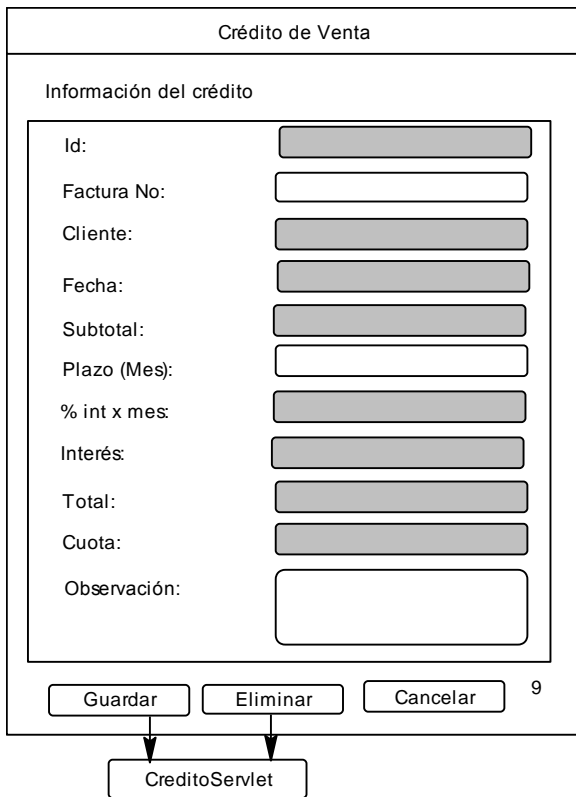 Crédito de Venta
Información del crédito
Id:
Factura No:
Cliente:
Fecha:
Subtotal:
Plazo (Mes):
% int x mes:
Interés:
Total:
Cuota:
Observación:
Guardar Eliminar Cancelar 9
CreditoServlet